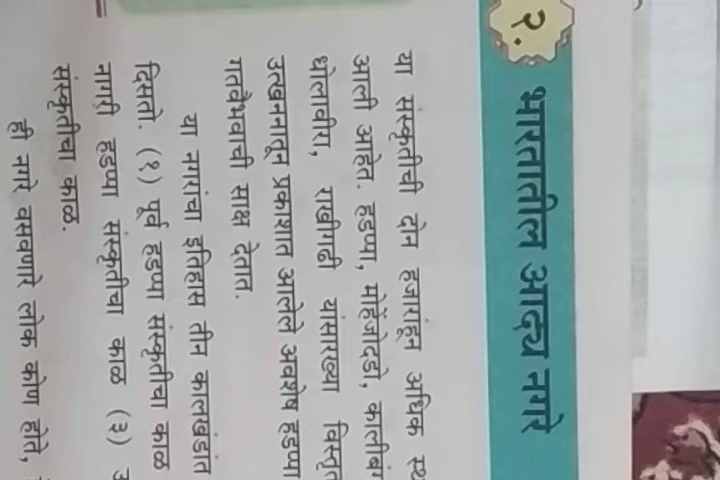 २.
भारतातील आद्य नगरे
या संस्कृतीची दोन हजारांहून अधिक
आली आहेत. हडप्पा, मोहेंजोदडो,
धोलावीरा, राखीगढी यांसारख्या
उत्खननातून प्रकाशात आलेले अवशेष हडप्पा
गतवैभवाची साक्ष देतात.
या नगरांचा इतिहास तीन कालखंडांत
दिसतो. (१) पूर्व हडप्पा संस्कृतीचा काळ
नागरी हडप्पा संस्कृतीचा काळ (३)
संस्कृतीचा काळ.
ही नगरे वसवणारे लोक कोण होते,